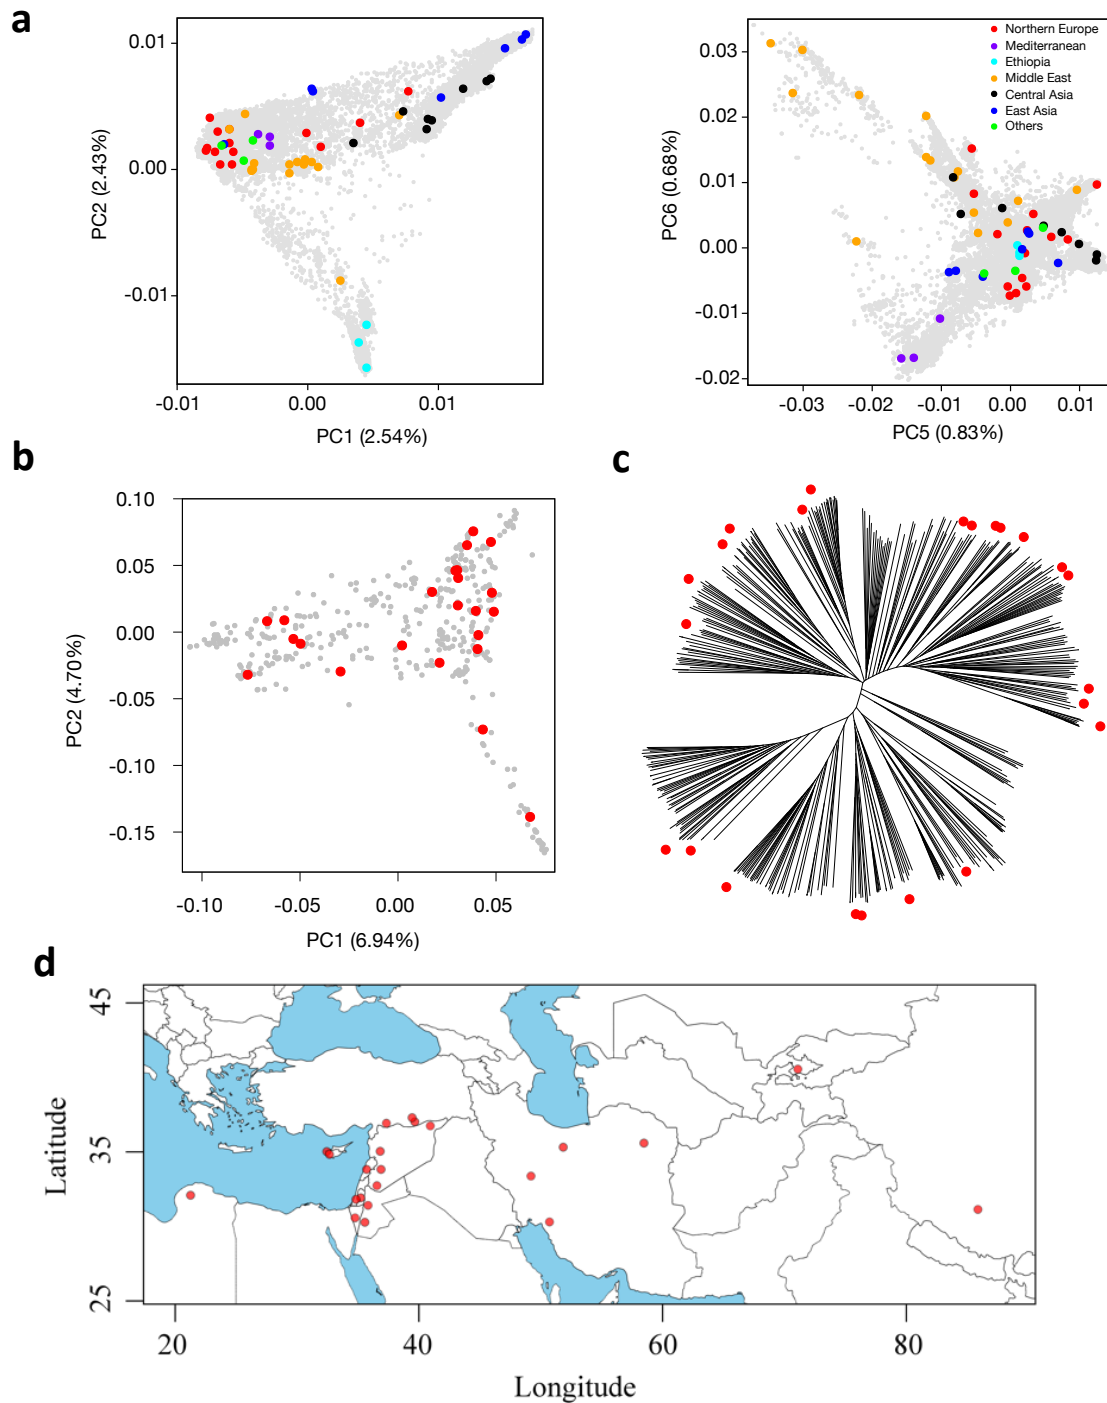 a
0.01
0.00
-0.01
PC2 (2.43%)
-0.01
0.00
0.01
PC1 (2.54%)
0.03
0.02
0.01
0.00
-0.01
-0.02
PC6 (0.68%)
-0.03
-0.02
-0.01
0.00
0.01
PC5 (0.83%)
Northern Europe
Mediterranean
Ethiopia
Middle East
Central Asia
East Asia
Others
b
0.10
0.05
0.00
-0.05
-0.10
-0.15
PC2 (4.70%)
-0.10
-0.05
0.00
0.05
PC1 (6.94%)
c
d
45
35
25
Latitude
20
40
60
80
Longitude